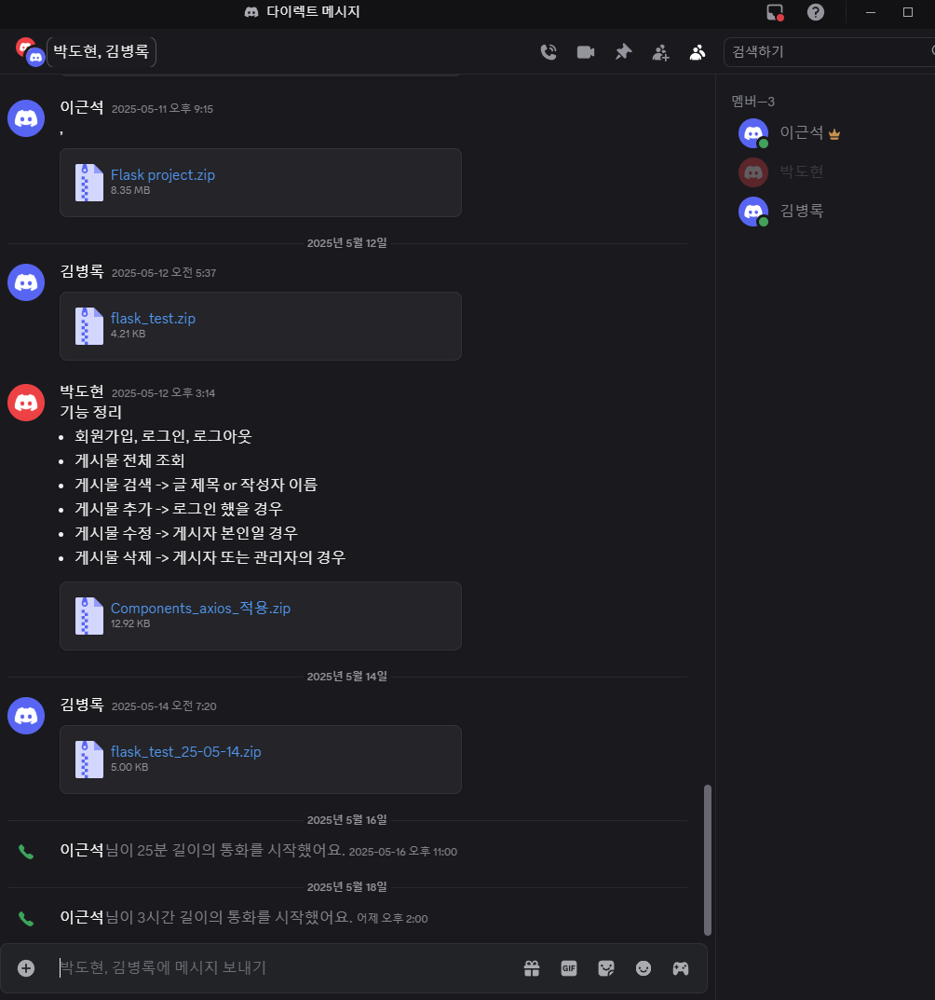 다이렉트 메시지
박도현, 김병록
검색하기
이근석 2025-05-11 오후 9:15
,
Flask project.zip
8.35 MB
2025년 5월 12일
김병록 2025-05-12 오전 5:37
flask_test.zip
4.21 KB
박도현 2025-05-12 오후 3:14
기능 정리
• 회원가입, 로그인, 로그아웃
• 게시물 전체 조회
• 게시물 검색 -> 글 제목 or 작성자 이름
• 게시물 추가 -> 로그인 했을 경우
• 게시물 수정 -> 게시자 본인일 경우
• 게시물 삭제 -> 게시자 또는 관리자의 경우
Components_axios_적용.zip
12.92 KB
2025년 5월 14일
김병록 2025-05-14 오전 7:20
flask_test_25-05-14.zip
5.00 KB
2025년 5월 16일
이근석님이 25분 길이의 통화를 시작했어요. 2025-05-16 오후 11:00
2025년 5월 18일
이근석님이 3시간 길이의 통화를 시작했어요. 어제 오후 2:00
박도현, 김병록에 메시지 보내기
GIF
멤버—3
이근석
박도현
김병록